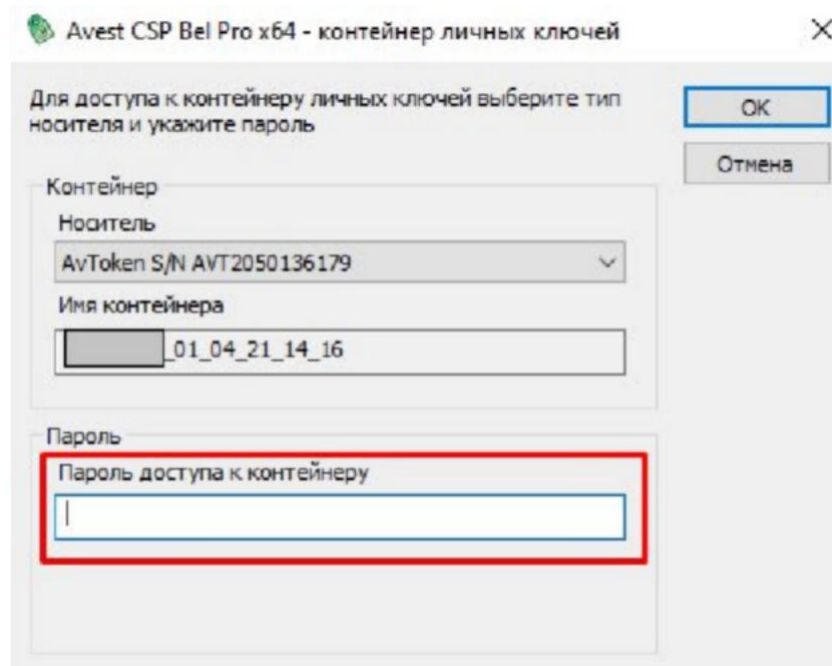 Avest CSP Bel Pro x64 - контейнер личных ключей
Для доступа к контейнеру личных ключей выберите тип
носителя и укажите пароль
OK
Отмена
Контейнер
Носитель
AvToken S/N AVT2050136179
Имя контейнера
_01_04_21_14_16
Пароль
Пароль доступа к контейнеру